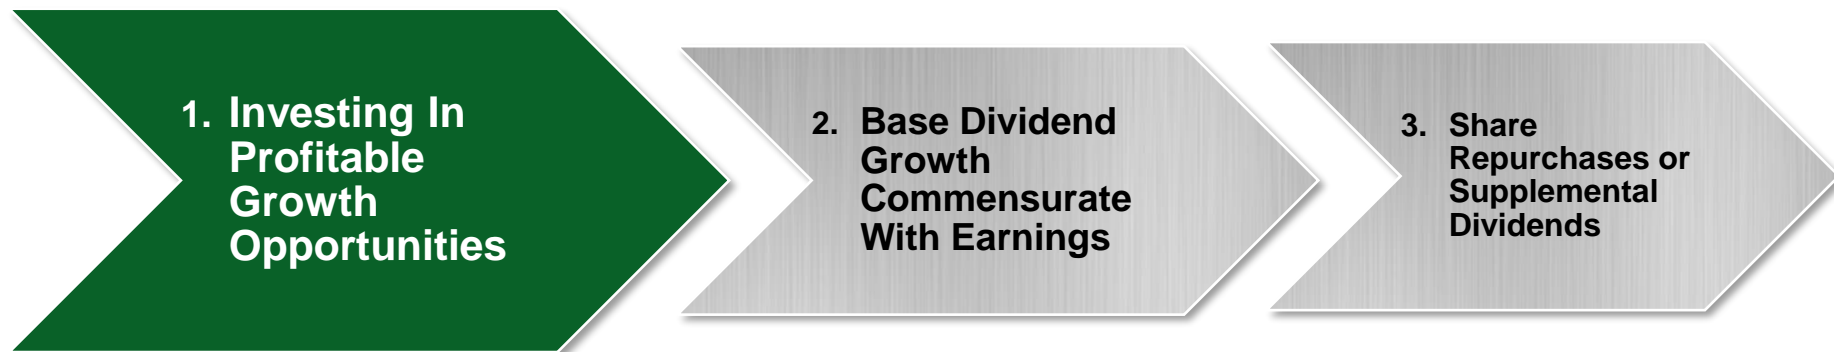 1. Investing In
Profitable
Growth
Opportunities
2. Base Dividend
Growth
Commensurate
With Earnings
3. Share
Repurchases or
Supplemental
Dividends